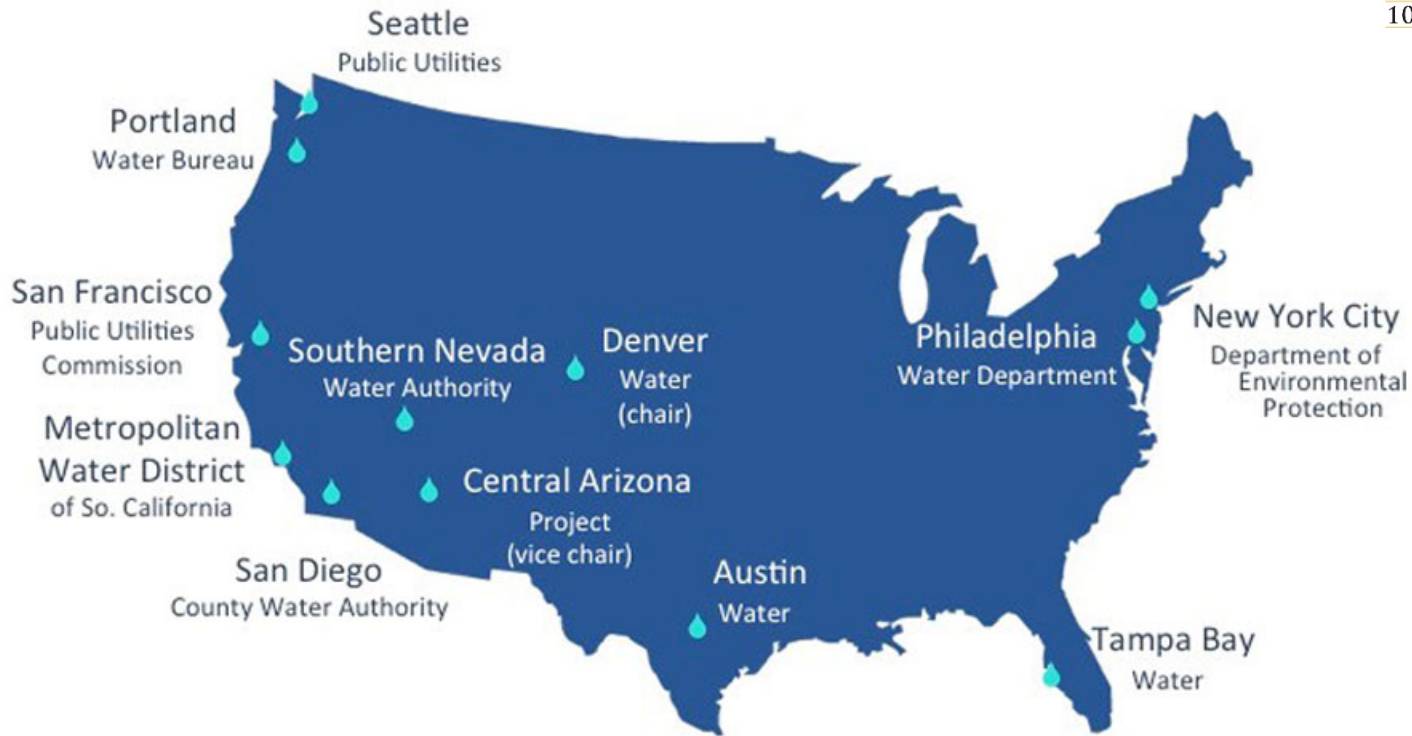 10
Seattle
Public Utilities
Portland
Water Bureau
San Francisco
Public Utilities
Commission
Southern Nevada
Water Authority
Denver
Water
(chair)
Philadelphia
Water Department
New York City
Department of
Environmental
Protection
Metropolitan
Water District
of So. California
Central Arizona
Project
(vice chair)
San Diego
County Water Authority
Austin
Water
Tampa Bay
Water